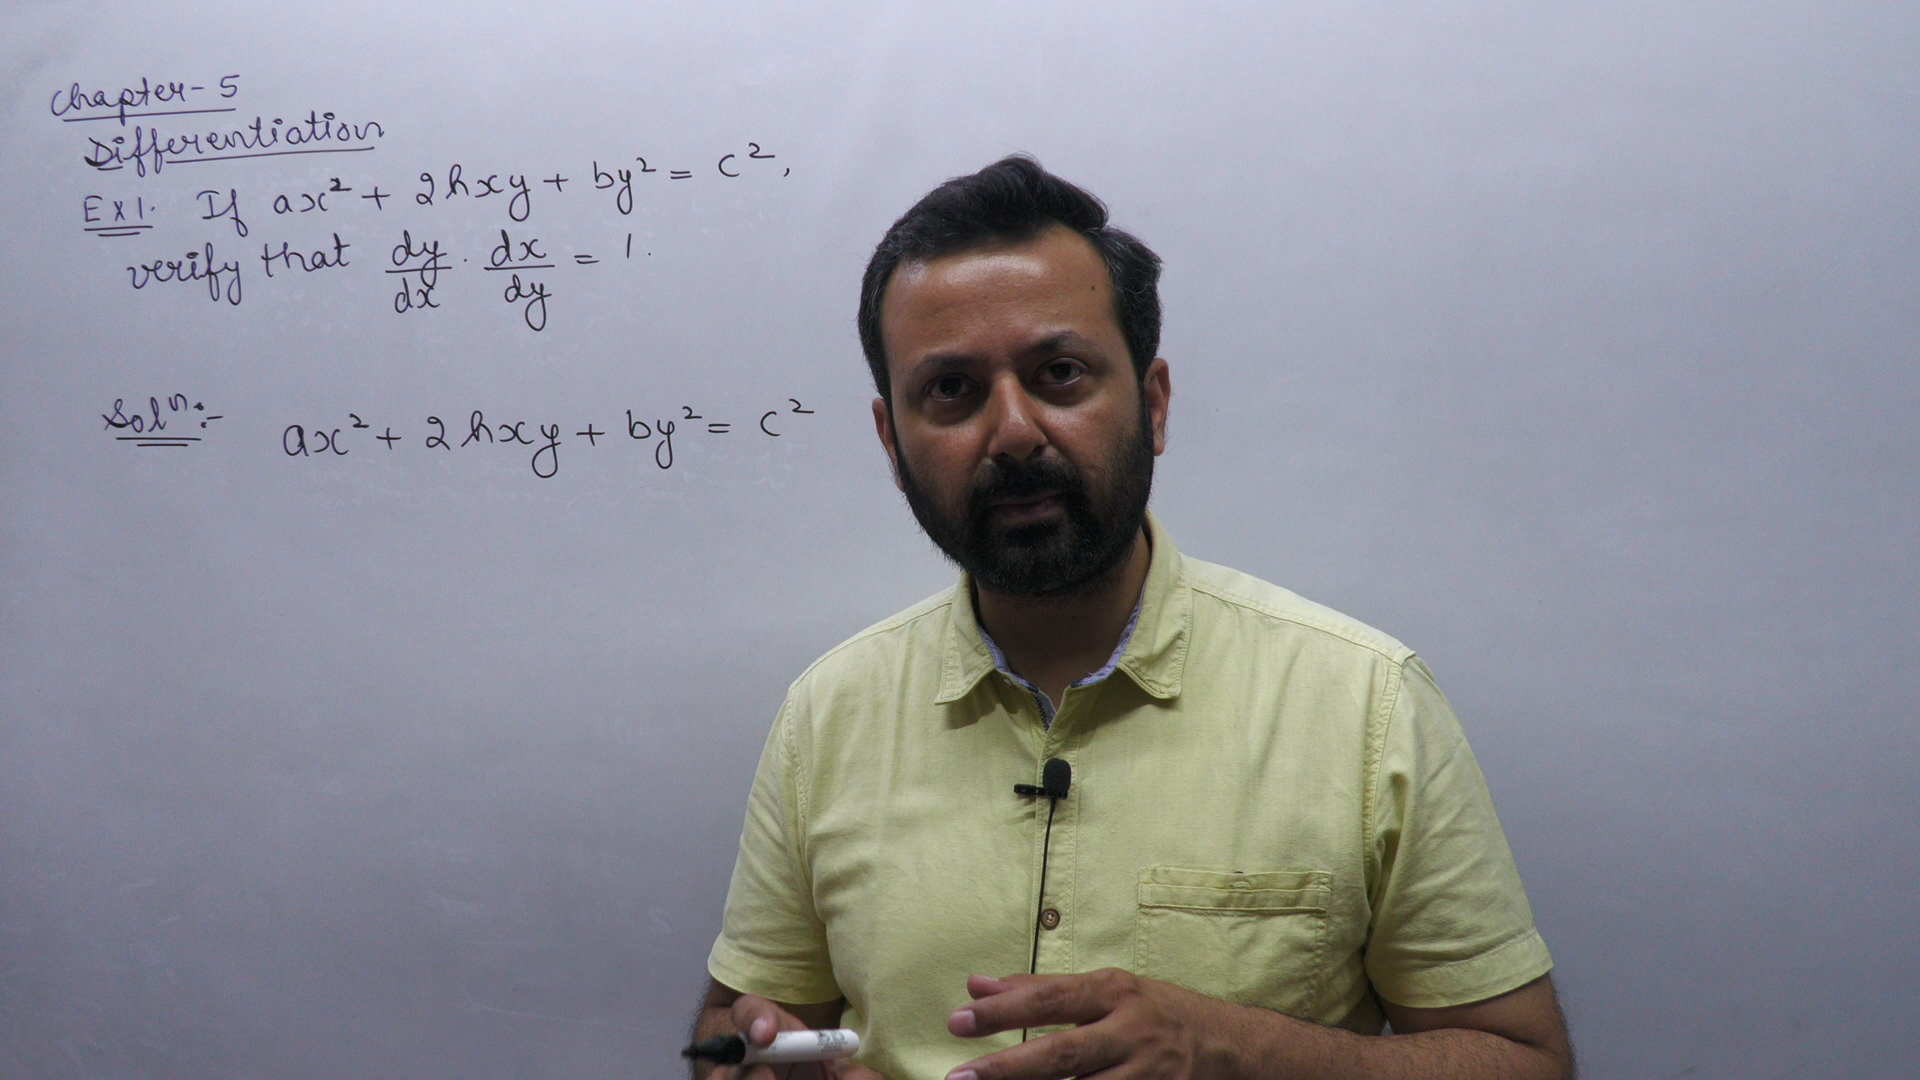 Chapter-5
Differentiation
Ex1. If ax² + 2hxy + by² = c²,
verify that dy/dx . dx/dy = 1.
Solⁿ:- ax² + 2hxy + by² = c²